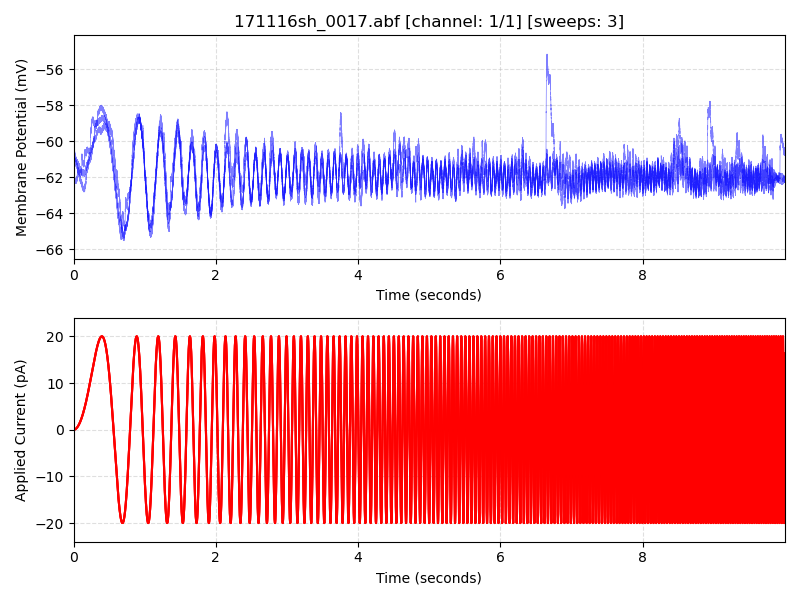 171116sh_0017.abf [channel: 1/1] [sweeps: 3]
Membrane Potential (mV)
−56
−58
−60
−62
−64
−66
0 2 4 6 8
Time (seconds)
Applied Current (pA)
20
10
0
−10
−20
0 2 4 6 8
Time (seconds)